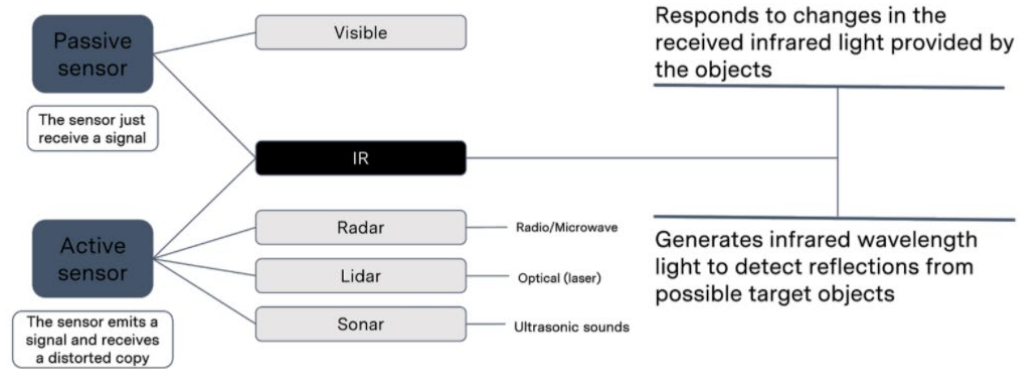 Passive
sensor
The sensor just
receive a signal
Visible
IR
Responds to changes in the
received infrared light provided by
the objects
Active
sensor
The sensor emits a
signal and receives
a distorted copy
Radar
Radio/Microwave
Lidar
Optical (laser)
Sonar
Ultrasonic sounds
Generates infrared wavelength
light to detect reflections from
possible target objects